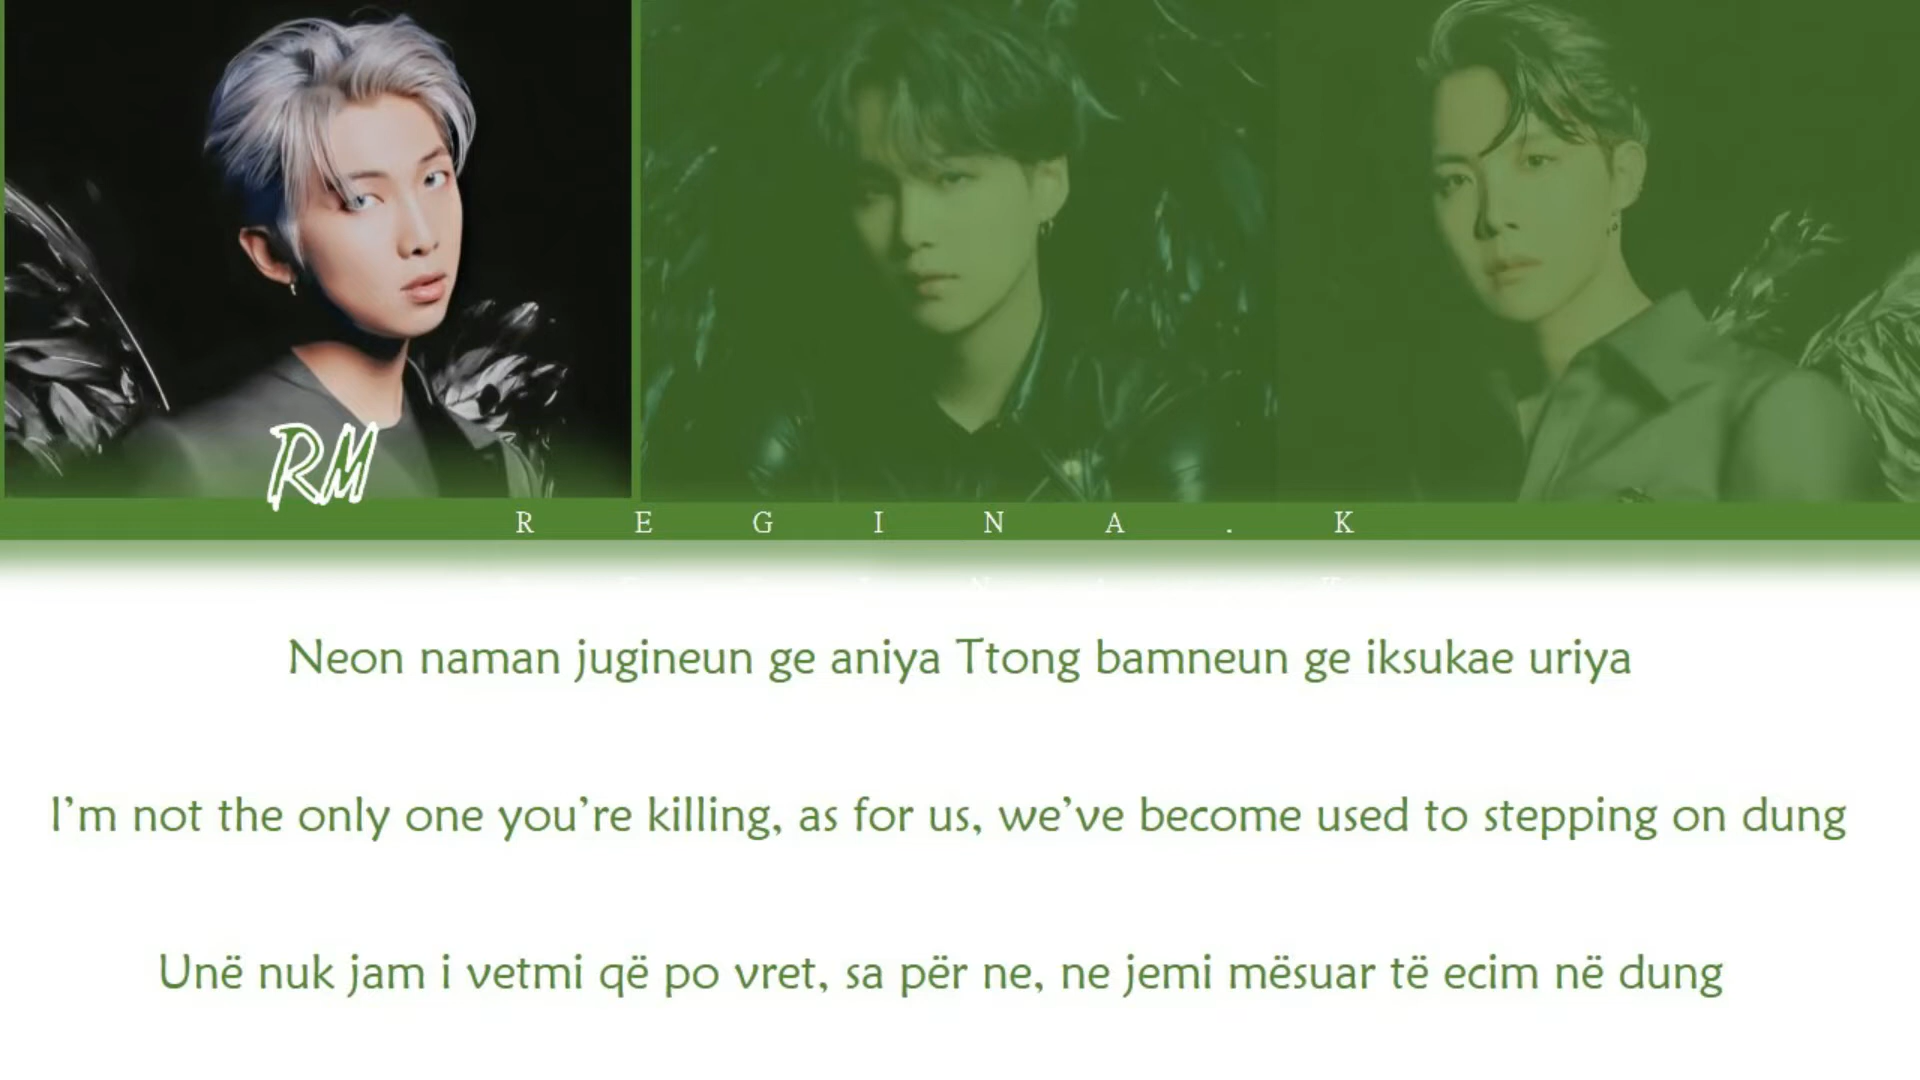 RM
REGINA.K
Neon naman jugineun ge aniya Ttong bamneun ge iksukae uriya
I'm not the only one you're killing, as for us, we've become used to stepping on dung
Unë nuk jam i vetmi që po vret, sa për ne, ne jemi mësuar të ecim në dung